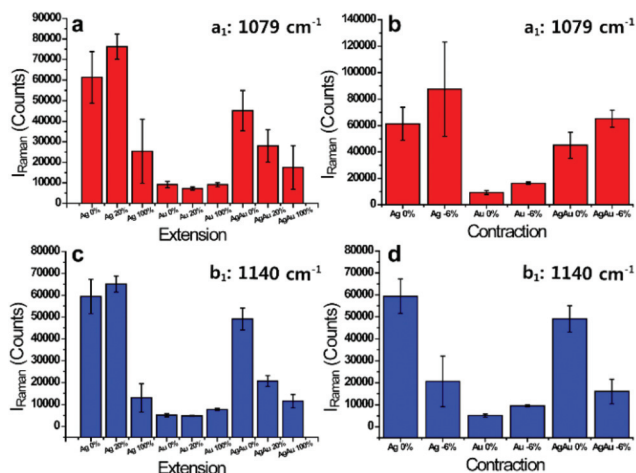 a
a₁: 1079 cm⁻¹
I_Raman (Counts)
90000
80000
70000
60000
50000
40000
30000
20000
10000
0
Ag 0% Ag 20% Ag 100% Au 0% Au 20% Au 100% AgAu 0% AgAu 20% AgAu 100%
Extension
b
a₁: 1079 cm⁻¹
I_Raman (Counts)
140000
120000
100000
80000
60000
40000
20000
0
Ag 0% Ag -6% Au 0% Au -6% AgAu 0% AgAu -6%
Contraction
c
b₁: 1140 cm⁻¹
I_Raman (Counts)
80000
70000
60000
50000
40000
30000
20000
10000
0
Ag 0% Ag 20% Ag 100% Au 0% Au 20% Au 100% AgAu 0% AgAu 20% AgAu 100%
Extension
d
b₁: 1140 cm⁻¹
I_Raman (Counts)
80000
70000
60000
50000
40000
30000
20000
10000
0
Ag 0% Ag -6% Au 0% Au -6% AgAu 0% AgAu -6%
Contraction